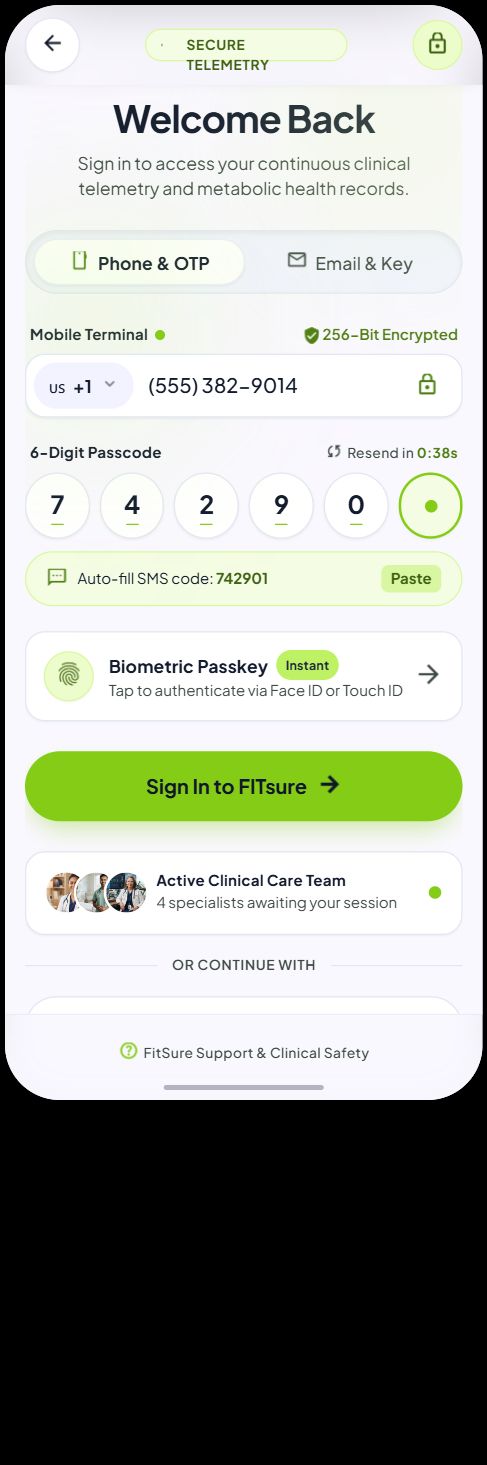 SECURE
TELEMETRY
Welcome Back
Sign in to access your continuous clinical
telemetry and metabolic health records.
Phone & OTP
Email & Key
Mobile Terminal
256-Bit Encrypted
US +1
(555) 382-9014
6-Digit Passcode
Resend in 0:38s
7 4 2 9 0
Auto-fill SMS code: 742901
Paste
Biometric Passkey
Instant
Tap to authenticate via Face ID or Touch ID
Sign In to FITsure
Active Clinical Care Team
4 specialists awaiting your session
OR CONTINUE WITH
FitSure Support & Clinical Safety